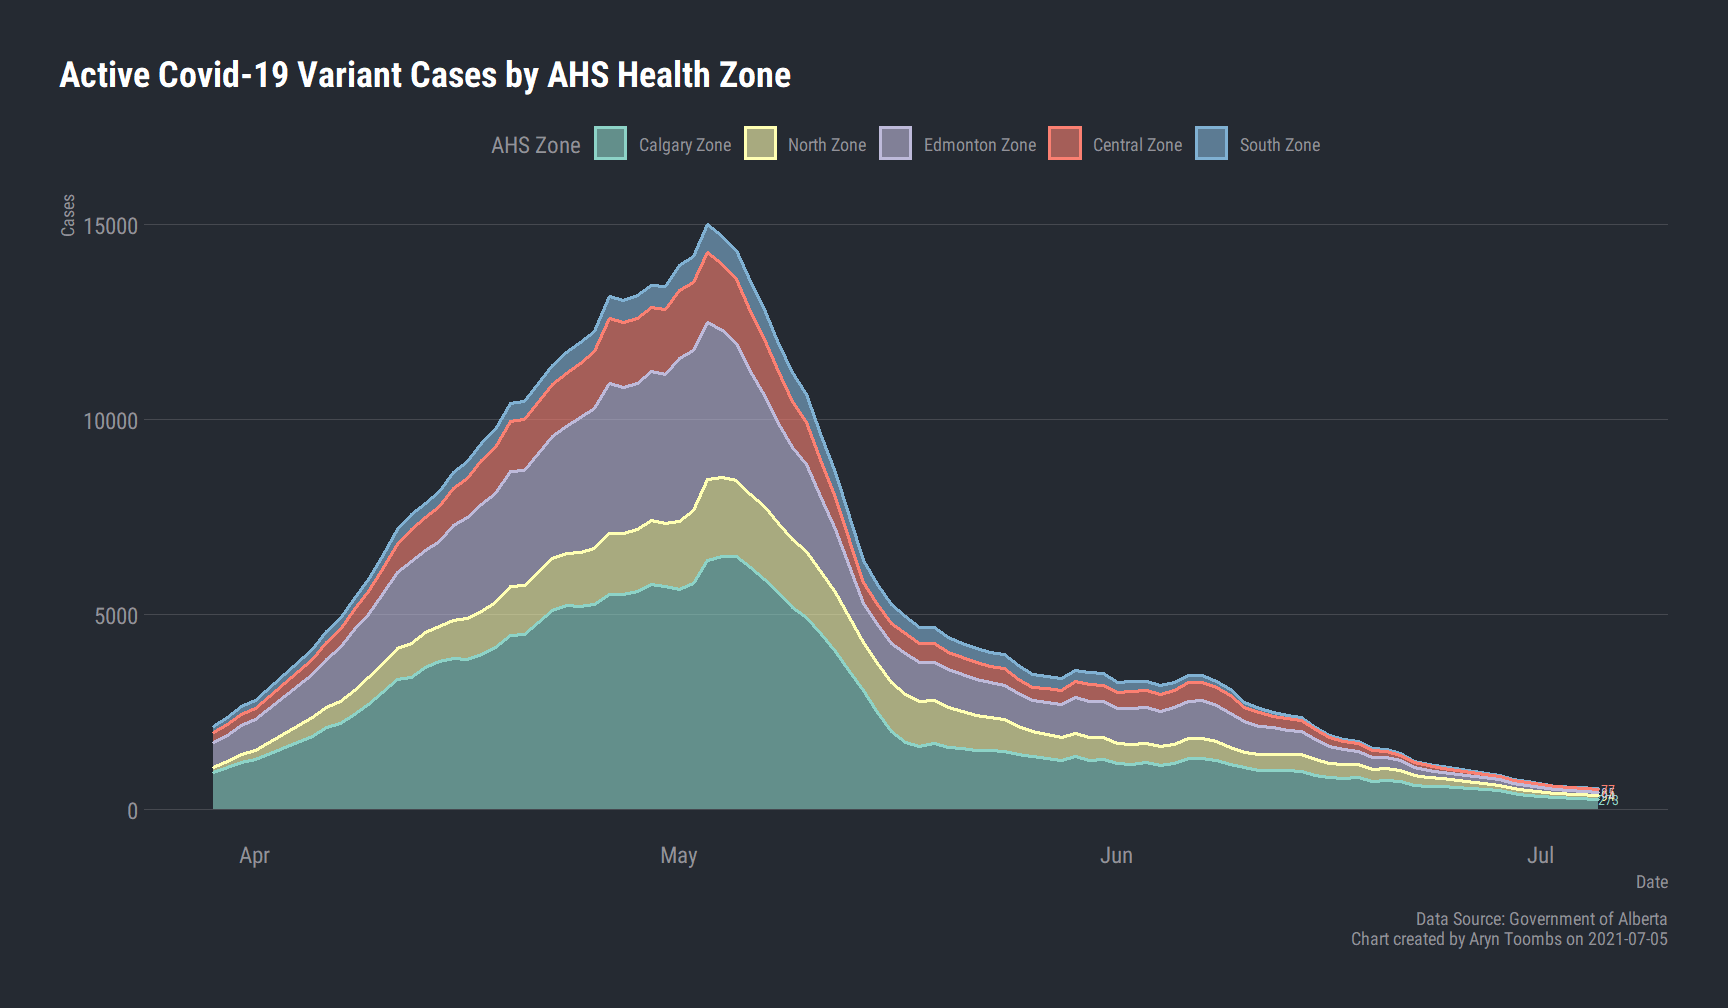 Active Covid-19 Variant Cases by AHS Health Zone
AHS Zone Calgary Zone North Zone Edmonton Zone Central Zone South Zone
Cases
15000
10000
5000
0
77
273
Apr May Jun Jul
Date
Data Source: Government of Alberta
Chart created by Aryn Toombs on 2021-07-05